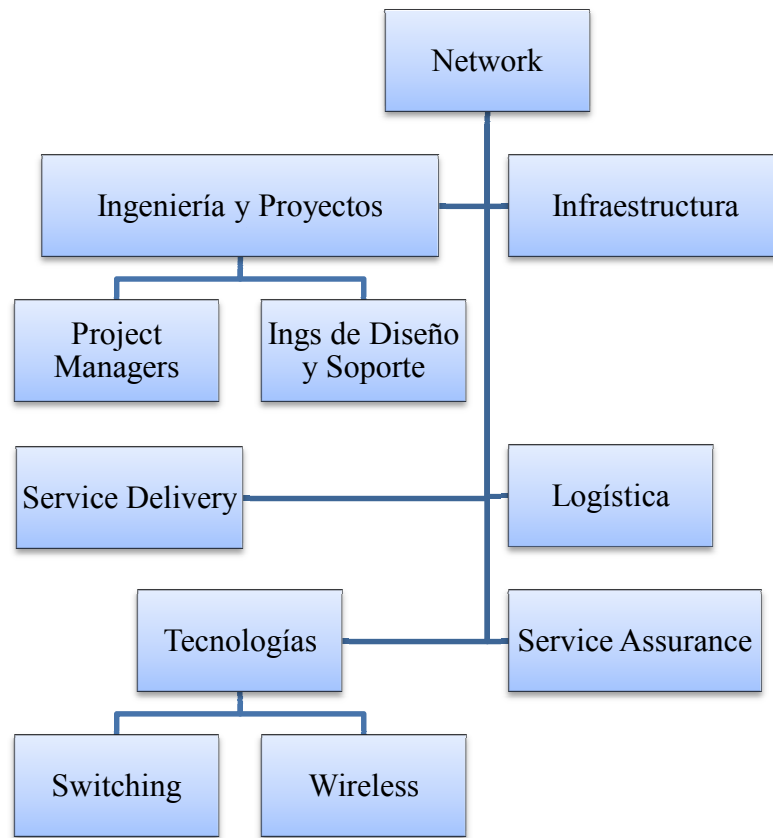 Network
Ingeniería y Proyectos
Infraestructura
Project
Managers
Ings de Diseño
y Soporte
Service Delivery
Logística
Tecnologías
Service Assurance
Switching
Wireless